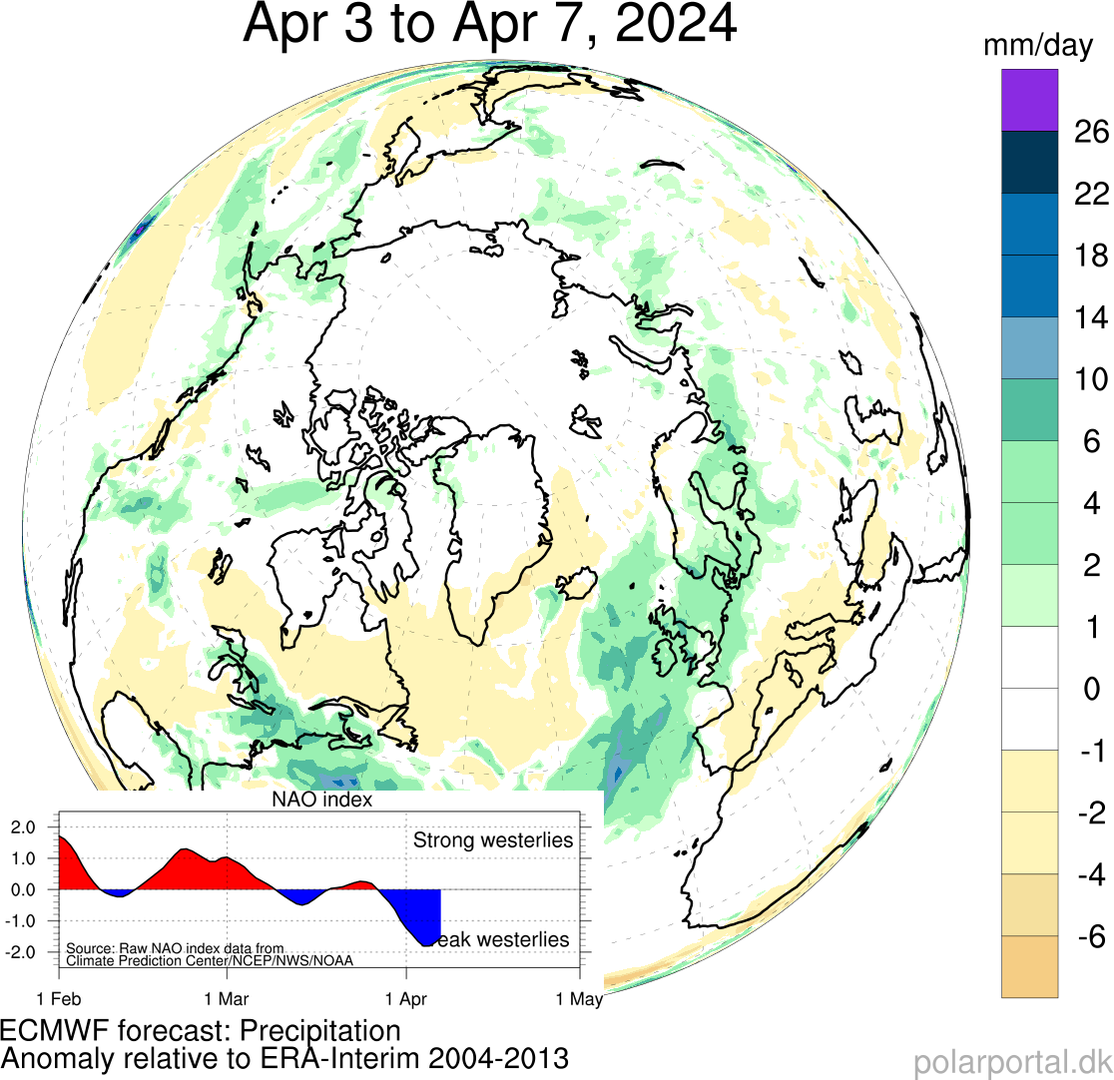 Apr 3 to Apr 7, 2024
mm/day
26
22
18
14
10
6
4
2
1
0
-1
-2
-4
-6
NAO index
2.0
1.0
0.0
-1.0
-2.0
Strong westerlies
eak westerlies
Source: Raw NAO index data from
Climate Prediction Center/NCEP/NWS/NOAA
1 Feb
1 Mar
1 Apr
1 May
ECMWF forecast: Precipitation
Anomaly relative to ERA-Interim 2004-2013
polarportal.dk